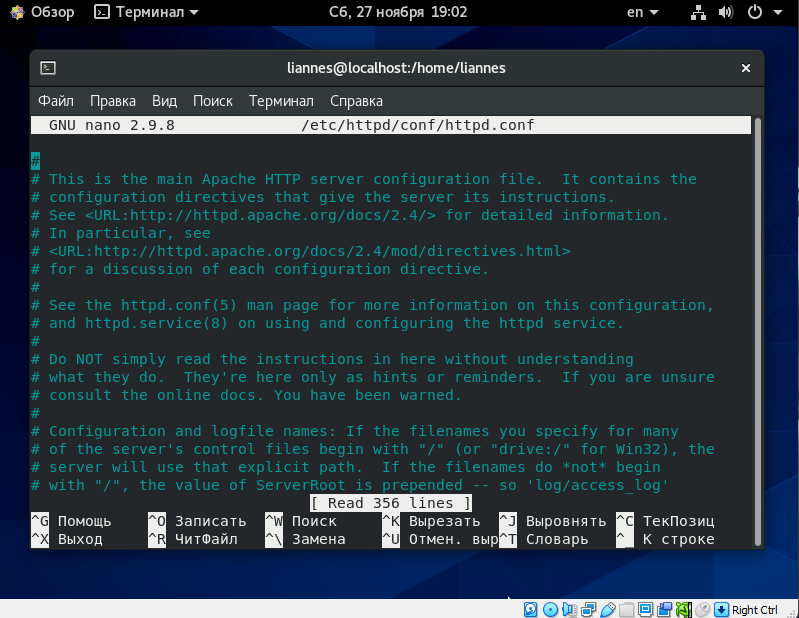 Обзор Терминал Сб, 27 ноября 19:02 en
liannes@localhost:/home/liannes
Файл Правка Вид Поиск Терминал Справка
GNU nano 2.9.8 /etc/httpd/conf/httpd.conf
#
# This is the main Apache HTTP server configuration file.  It contains the
# configuration directives that give the server its instructions.
# See <URL:http://httpd.apache.org/docs/2.4/> for detailed information.
# In particular, see
# <URL:http://httpd.apache.org/docs/2.4/mod/directives.html>
# for a discussion of each configuration directive.
#
# See the httpd.conf(5) man page for more information on this configuration,
# and httpd.service(8) on using and configuring the httpd service.
#
# Do NOT simply read the instructions in here without understanding
# what they do.  They're here only as hints or reminders.  If you are unsure
# consult the online docs. You have been warned.
#
# Configuration and logfile names: If the filenames you specify for many
# of the server's control files begin with "/" (or "drive:/" for Win32), the
# server will use that explicit path.  If the filenames do *not* begin
# with "/", the value of ServerRoot is prepended -- so 'log/access_log'
[ Read 356 lines ]
^G Помощь ^O Записать ^W Поиск ^K Вырезать ^J Выровнять ^C ТекПозиц
^X Выход ^R ЧитФайл ^\ Замена ^U Отмен. выр ^T Словарь ^_ К строке
Right Ctrl